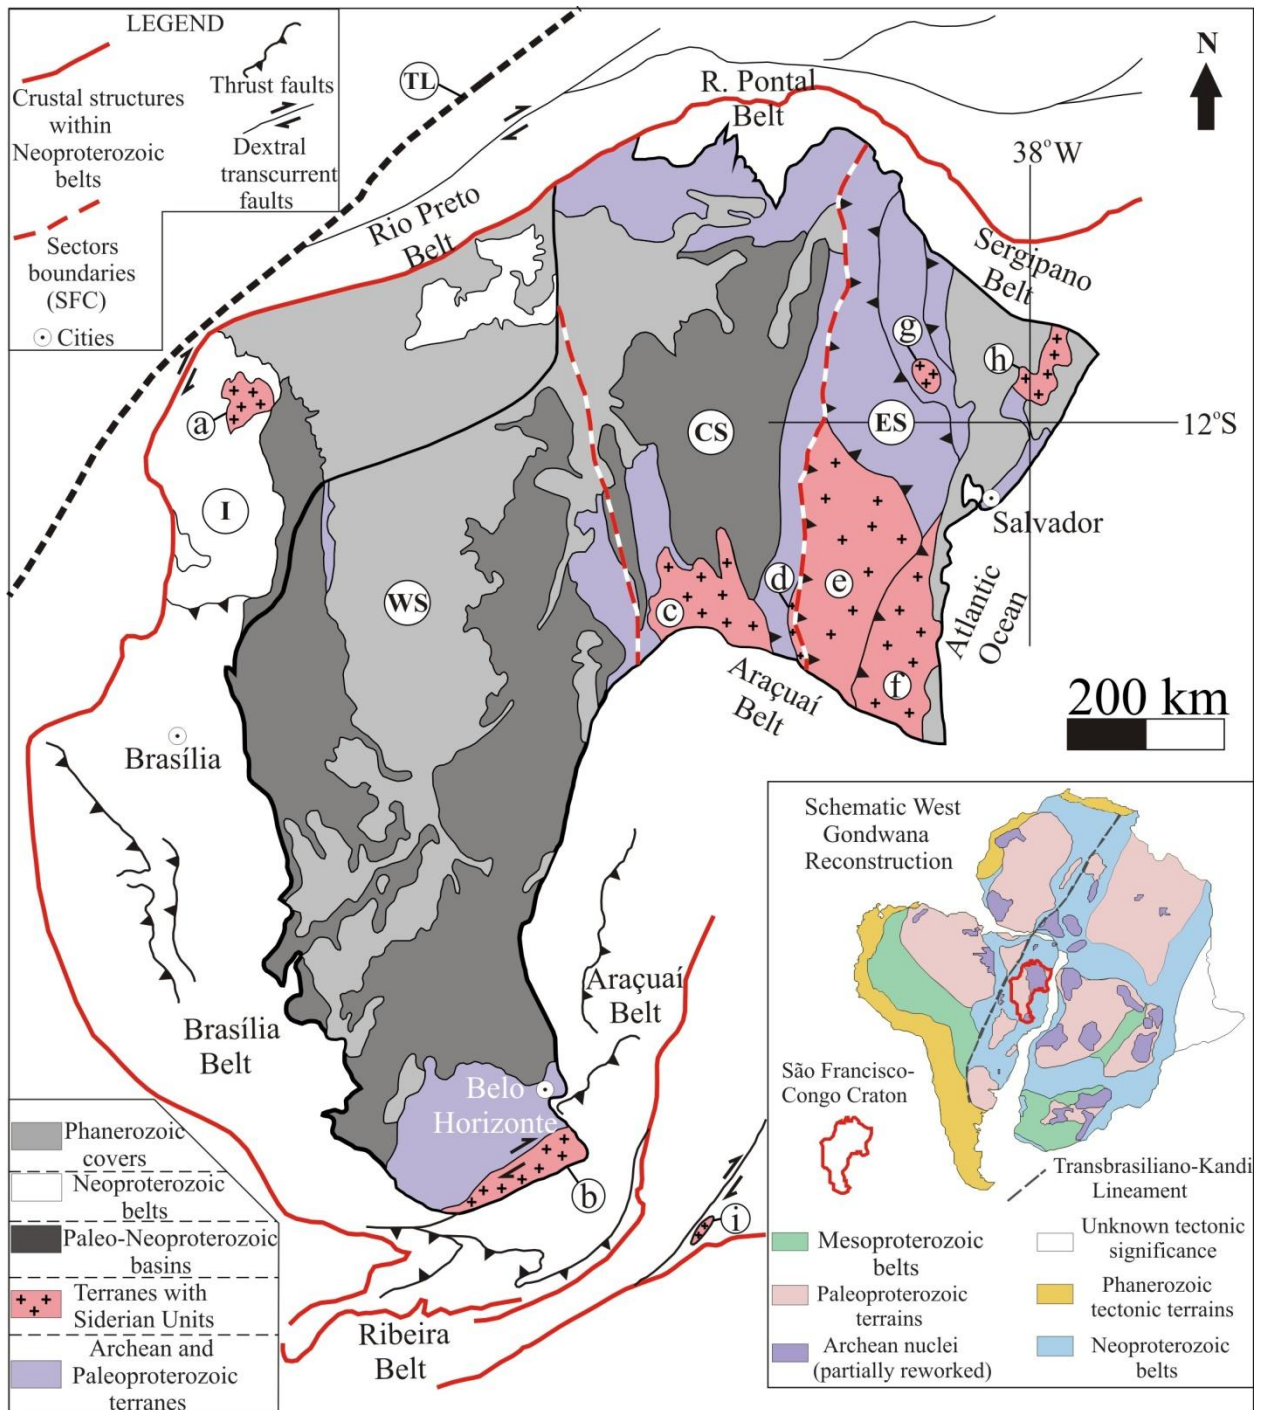 LEGEND
Crustal structures
within
Neoproterozoic
belts
Thrust faults
Dextral
transcurrent
faults
Sectors
boundaries
(SFC)
Cities
TL
N
R. Pontal
Belt
38°W
Rio Preto
Belt
Sergipano
Belt
g
h
a
CS
ES
12°S
I
Salvador
WS
d
e
c
Atlantic
Ocean
f
Araçuaí
Belt
200 km
Brasília
Araçuaí
Belt
Brasília
Belt
Belo
Horizonte
b
i
Ribeira
Belt
Phanerozoic
covers
Neoproterozoic
belts
Paleo-Neoproterozoic
basins
Terranes with
Siderian Units
Archean and
Paleoproterozoic
terranes
Schematic West
Gondwana
Reconstruction
São Francisco-
Congo Craton
Transbrasiliano-Kandi
Lineament
Mesoproterozoic
belts
Unknown tectonic
significance
Paleoproterozoic
terrains
Phanerozoic
tectonic terrains
Archean nuclei
(partially reworked)
Neoproterozoic
belts